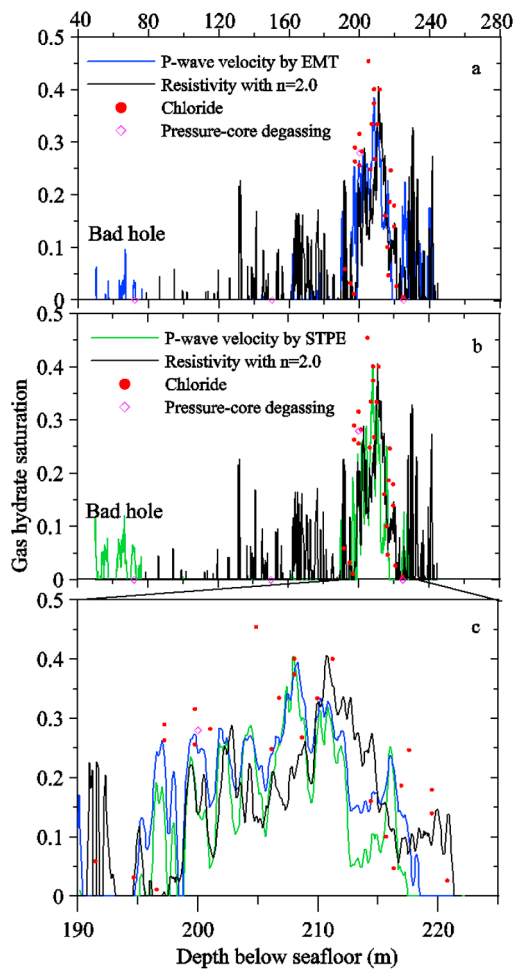 40 80 120 160 200 240 280
0.5
0.4
0.3
0.2
0.1
0
a
P-wave velocity by EMT
Resistivity with n=2.0
Chloride
Pressure-core degassing
Bad hole
0.5
0.4
0.3
0.2
0.1
0
b
P-wave velocity by STPE
Resistivity with n=2.0
Chloride
Pressure-core degassing
Bad hole
Gas hydrate saturation
0.5
0.4
0.3
0.2
0.1
0
c
190 200 210 220
Depth below seafloor (m)